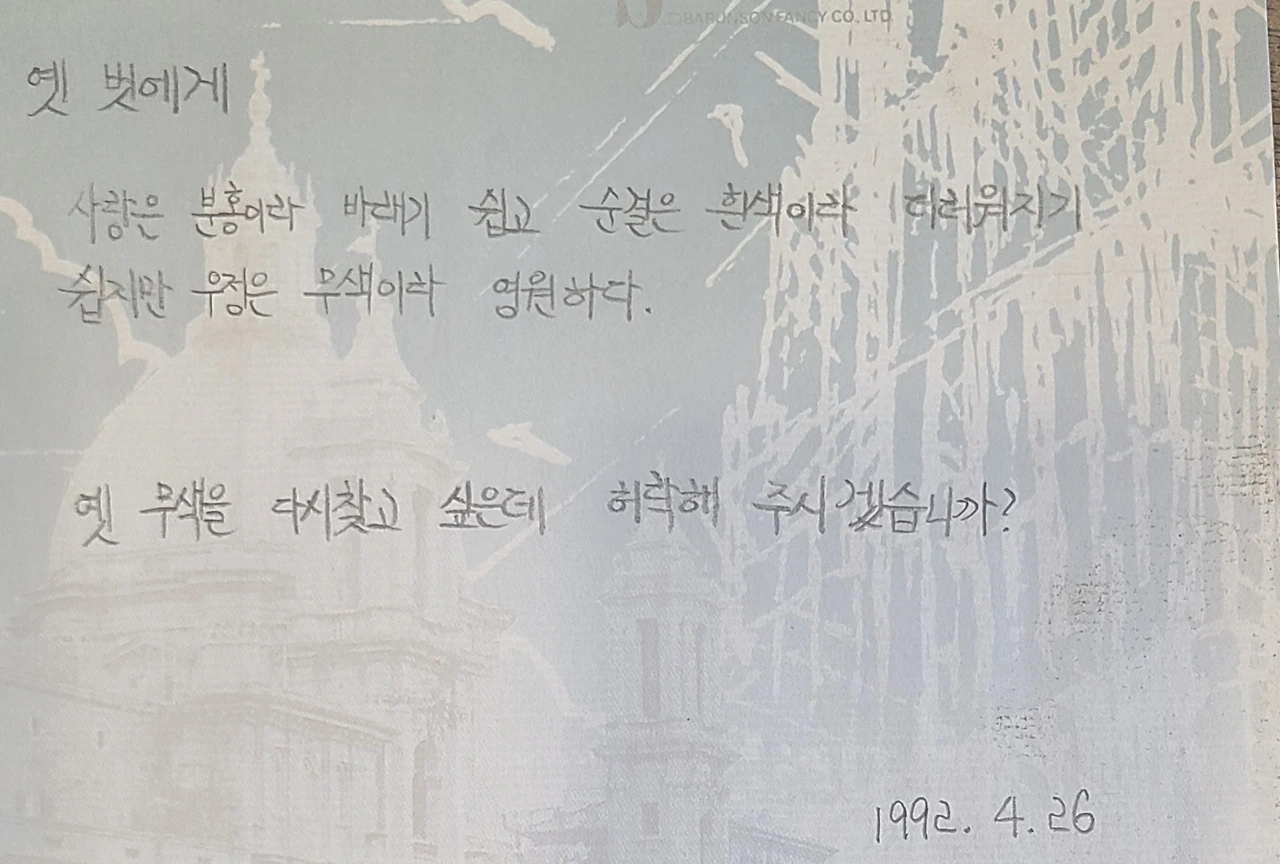 ©BARUNSON FANCY CO., LTD.
옛 벗에게
사랑은 분홍이라 바래기 쉽고 순결은 흰색이라 더러워지기
쉽지만 우정은 무색이라 영원하다.
옛 무색을 다시찾고 싶은데 허락해 주시겠습니까?
1992. 4. 26